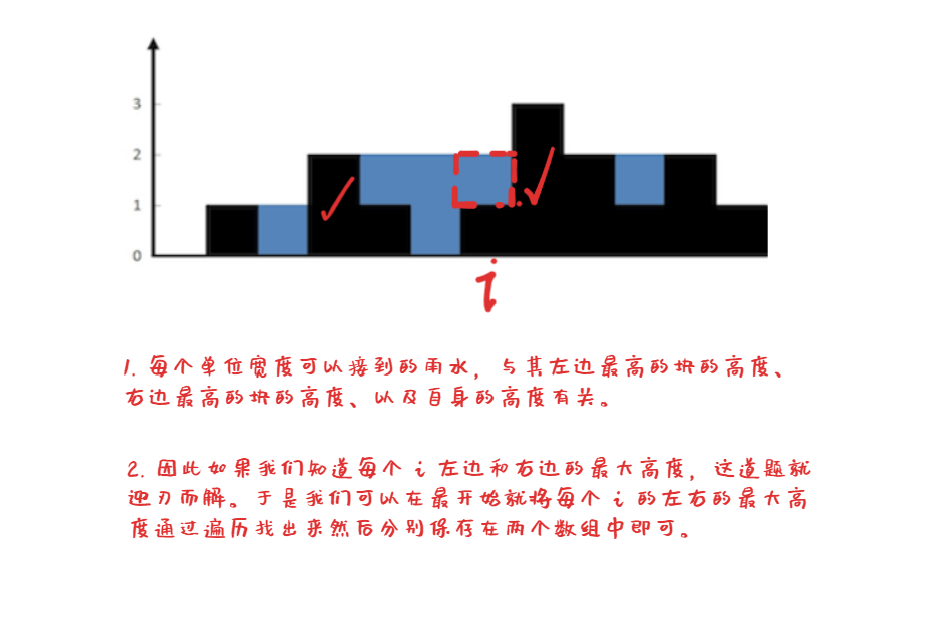 3
2
1
0
i
1. 每个单位宽度可以接到的雨水，与其左边最高的块的高度、
右边最高的块的高度、以及自身的高度有关。
2. 因此如果我们知道每个 i 左边和右边的最大高度，这道题就
迎刃而解。于是我们可以在最开始就将每个 i 的左右的最大高
度通过遍历找出来然后分别保存在两个数组中即可。